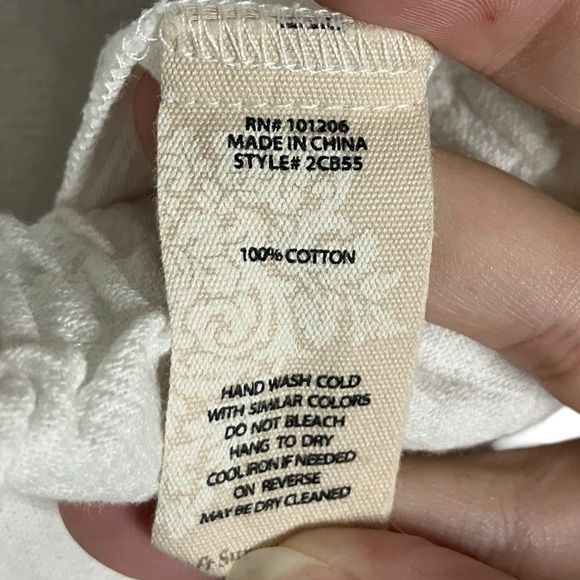 RN# 101206
MADE IN CHINA
STYLE# 2CB55
100% COTTON
HAND WASH COLD
WITH SIMILAR COLORS
DO NOT BLEACH
HANG TO DRY
COOL IRON IF NEEDED
ON REVERSE
MAY BE DRY CLEANED